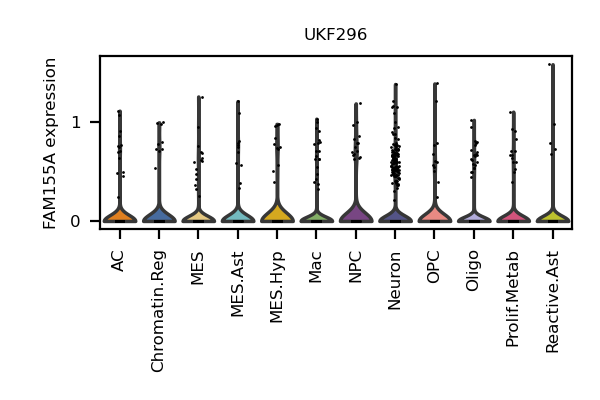 UKF296
FAM155A expression
1
0
AC
Chromatin.Reg
MES
MES.Ast
MES.Hyp
Mac
NPC
Neuron
OPC
Oligo
Prolif.Metab
Reactive.Ast